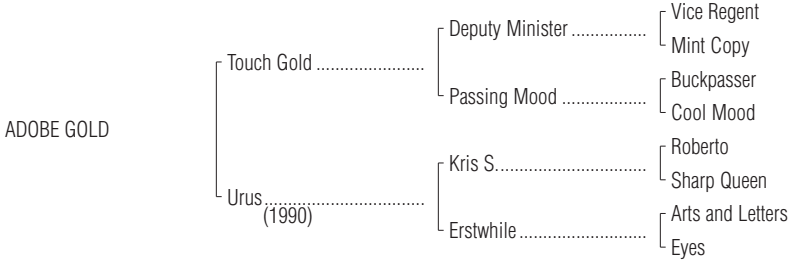 Vice Regent
Deputy Minister ................
Mint Copy
Touch Gold ......................
Buckpasser
Passing Mood ..................
Cool Mood
ADOBE GOLD
Roberto
Kris S...............................
Sharp Queen
Urus.................................
(1990)
Arts and Letters
Erstwhile ..........................
Eyes